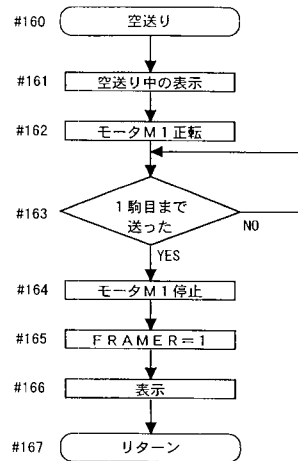 #160 空送り
#161 空送り中の表示
#162 モータM1正転
#163 1駒目まで
送った
NO
YES
#164 モータM1停止
#165 FRAMER=1
#166 表示
#167 リターン